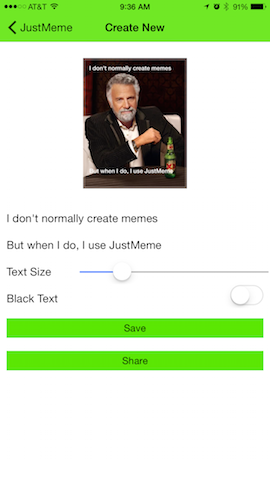 AT&T 9:36 AM 91%
JustMeme Create New
I don't normally create memes
But when I do, I use JustMeme
I don't normally create memes
But when I do, I use JustMeme
Text Size
Black Text
Save
Share